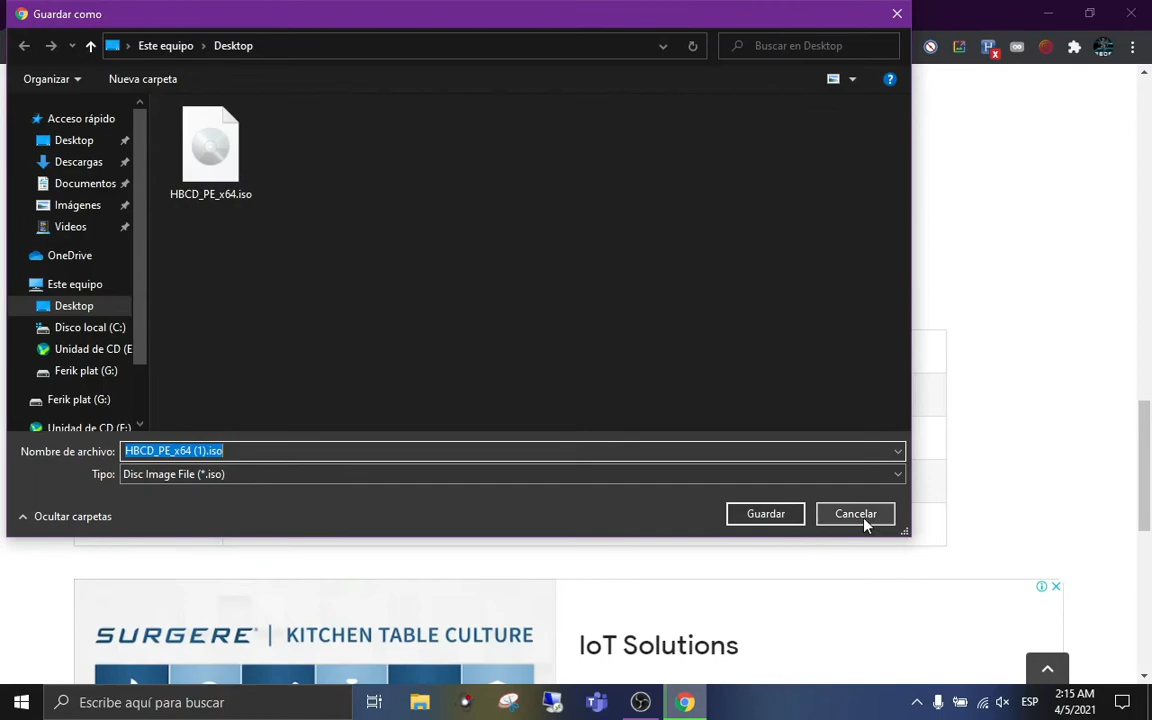 Guardar como
Este equipo
Desktop
Buscar en Desktop
Organizar
Nueva carpeta
?
Acceso rápido
Desktop
Descargas
Documentos
Imágenes
Videos
OneDrive
Este equipo
Desktop
Disco local (C:)
Unidad de CD (E
Ferik plat (G:)
Ferik plat (G:)
Unidad de CD (F:)
HBCD_PE_x64.iso
Nombre de archivo:
HBCD_PE_x64 (1).iso
Tipo:
Disc Image File (*.iso)
Ocultar carpetas
Guardar
Cancelar
SURGERE
KITCHEN TABLE CULTURE
IoT Solutions
Escribe aquí para buscar
ESP
2:15 AM
4/5/2021